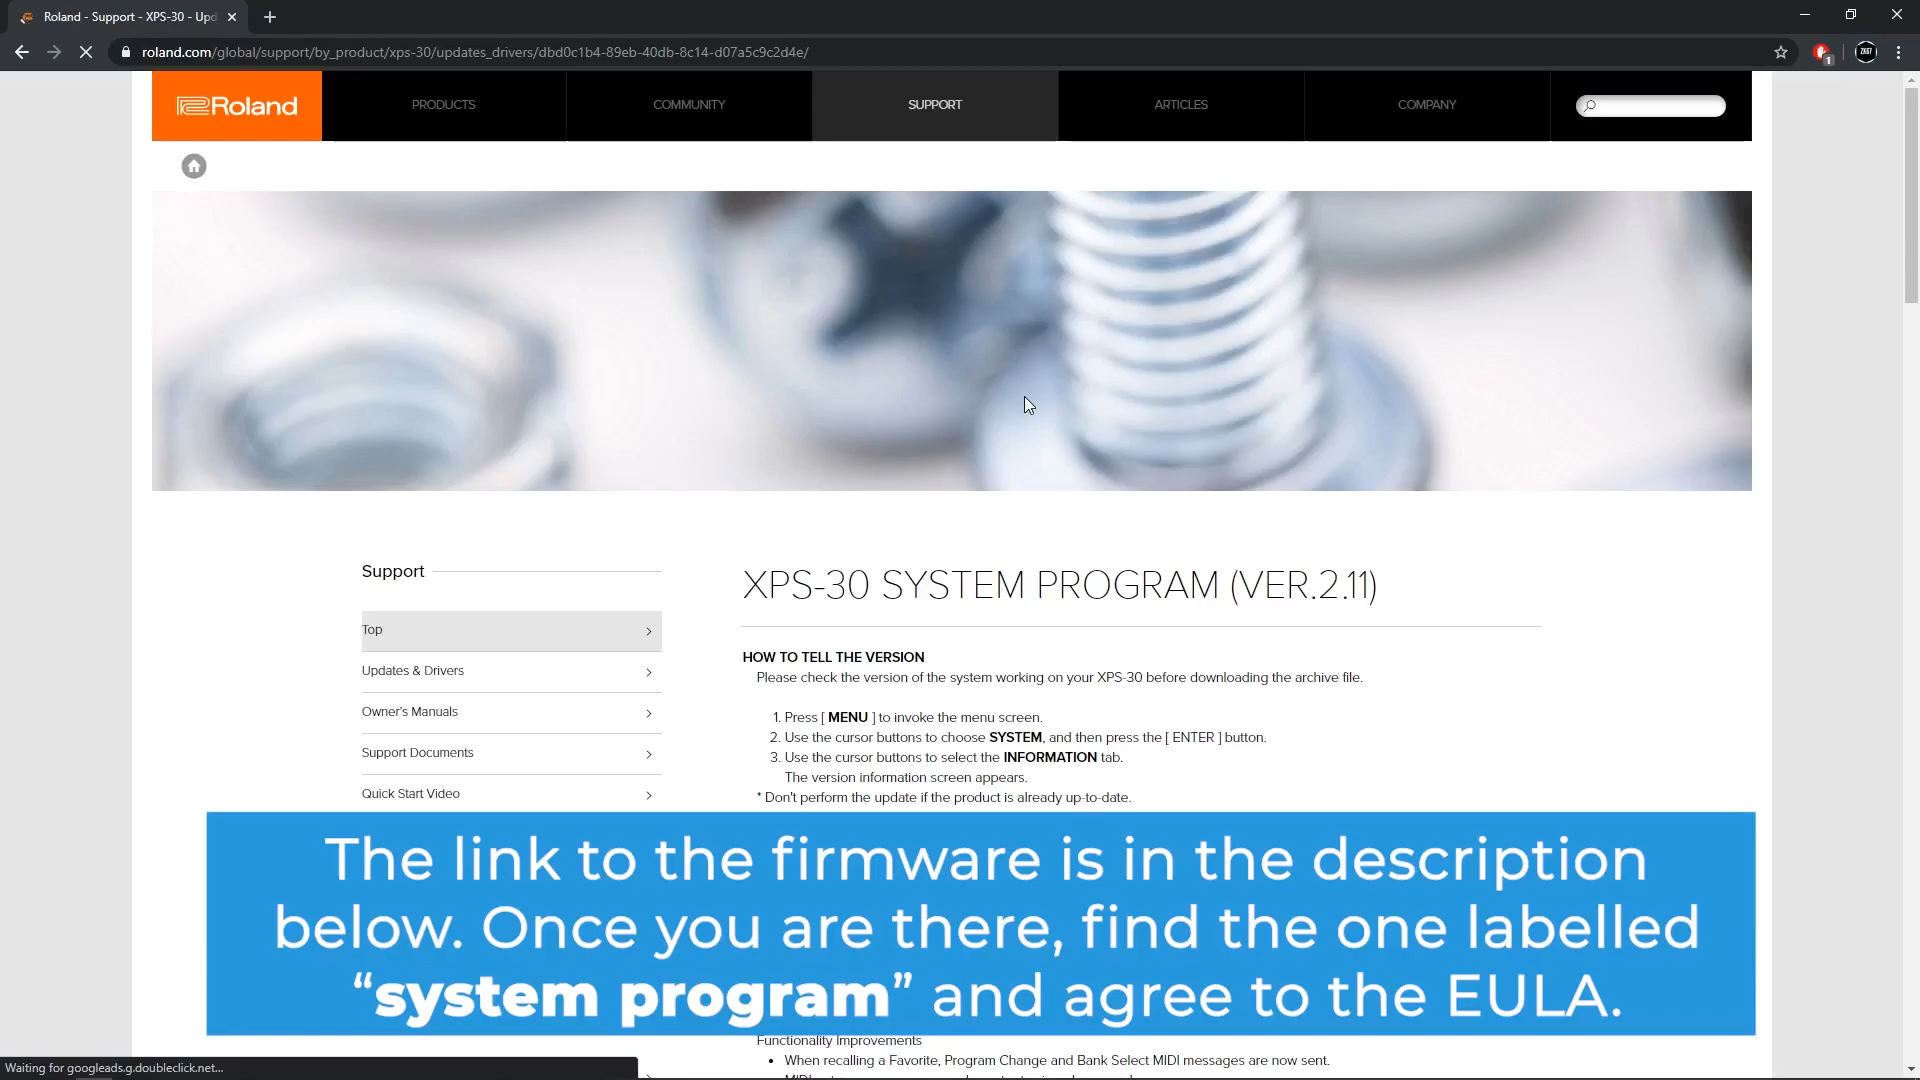 Roland - Support - XPS-30 - Upd
roland.com/global/support/by_product/xps-30/updates_drivers/dbd0c1b4-89eb-40db-8c14-d07a5c9c2d4e/
1
Roland
PRODUCTS
COMMUNITY
SUPPORT
ARTICLES
COMPANY
Support
Top
Updates & Drivers
Owner's Manuals
Support Documents
Quick Start Video
XPS-30 SYSTEM PROGRAM (VER.2.11)
HOW TO TELL THE VERSION
Please check the version of the system working on your XPS-30 before downloading the archive file.
1. Press [ MENU ] to invoke the menu screen.
2. Use the cursor buttons to choose SYSTEM, and then press the [ ENTER ] button.
3. Use the cursor buttons to select the INFORMATION tab.
The version information screen appears.
* Don't perform the update if the product is already up-to-date.
The link to the firmware is in the description
below. Once you are there, find the one labelled
“system program” and agree to the EULA.
Functionality Improvements
• When recalling a Favorite, Program Change and Bank Select MIDI messages are now sent.
Waiting for googleads.g.doubleclick.net...